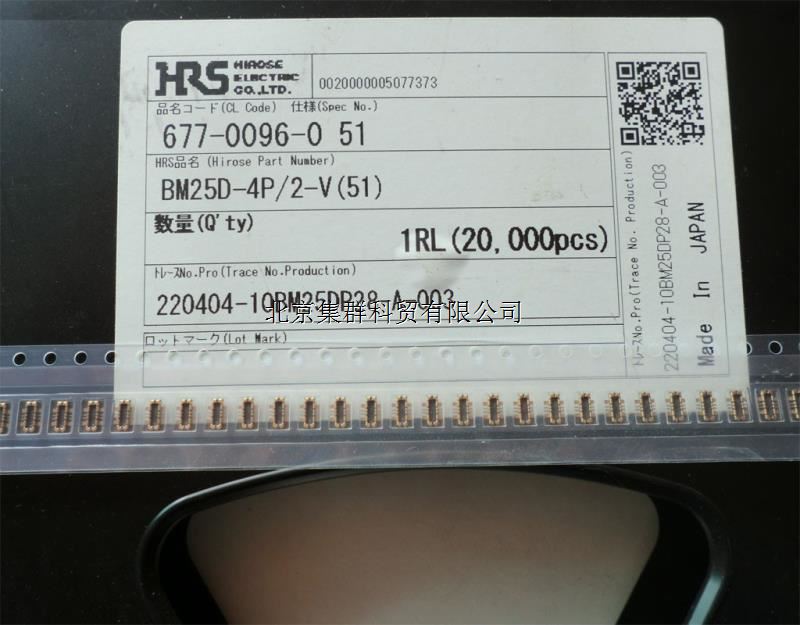 HRS HIROSE
ELECTRIC
CO.,LTD.
0020000005077373
品名コード(CL Code) 仕様(Spec No.)
677-0096-0 51
HRS品名 (Hirose Part Number)
BM25D-4P/2-V(51)
数量(Q'ty)
1RL(20,000pcs)
トレースNo.Pro(Trace No.Production)
220404-10BM25DP28-A-003
北京集群科贸有限公司
ロットマーク(Lot Mark)
トレースNo.Pro(Trace No. Production)
220404-10BM25DP28-A-003
Made In JAPAN